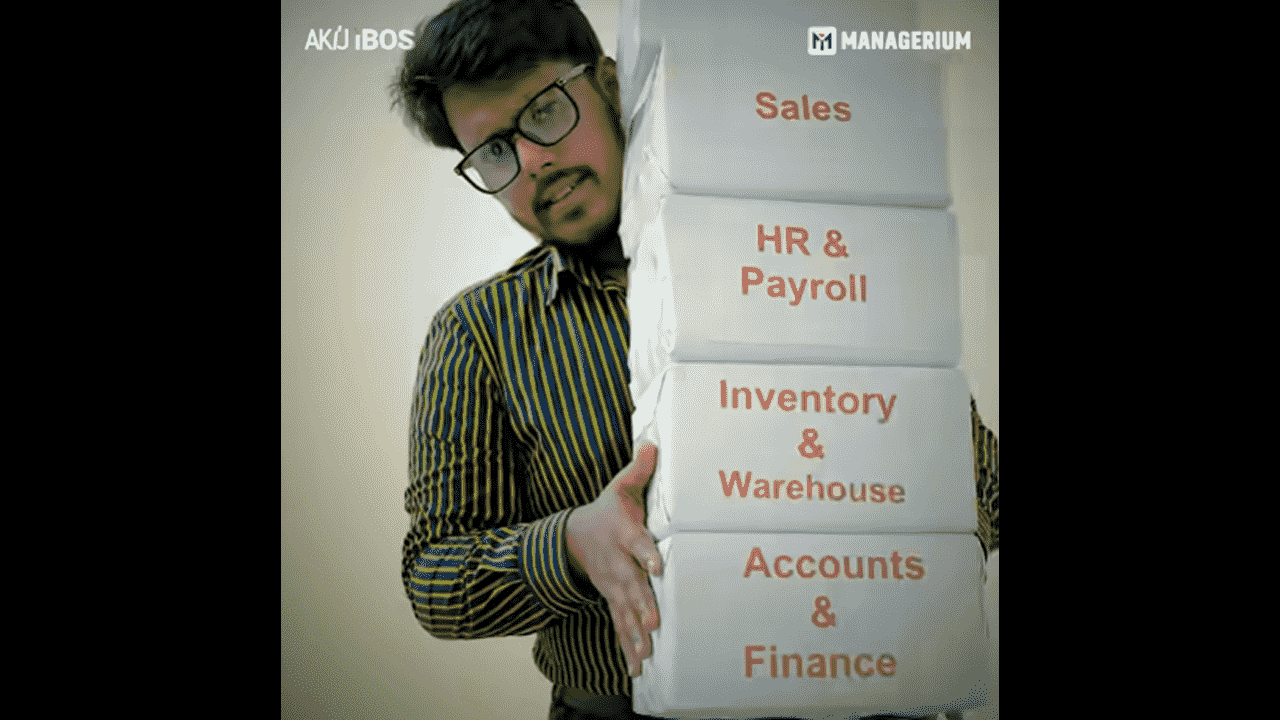 AKIJ iBOS
MANAGERIUM
Sales
HR &
Payroll
Inventory
&
Warehouse
Accounts
&
Finance